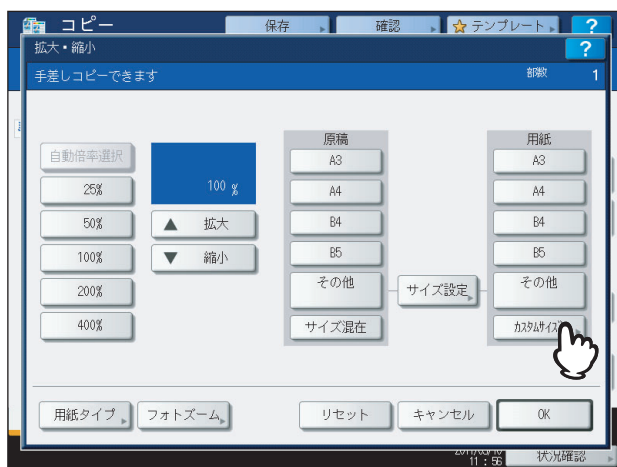 コピー
保存
確認
テンプレート
?
拡大・縮小
?
手差しコピーできます
部数 1
原稿
用紙
自動倍率選択
100 %
A3
A3
25%
A4
A4
50%
▲ 拡大
B4
B4
100%
▼ 縮小
B5
B5
200%
その他
サイズ設定
その他
400%
サイズ混在
カスタムサイズ
用紙タイプ
フォトズーム
リセット
キャンセル
OK
11 : 56
状況確認